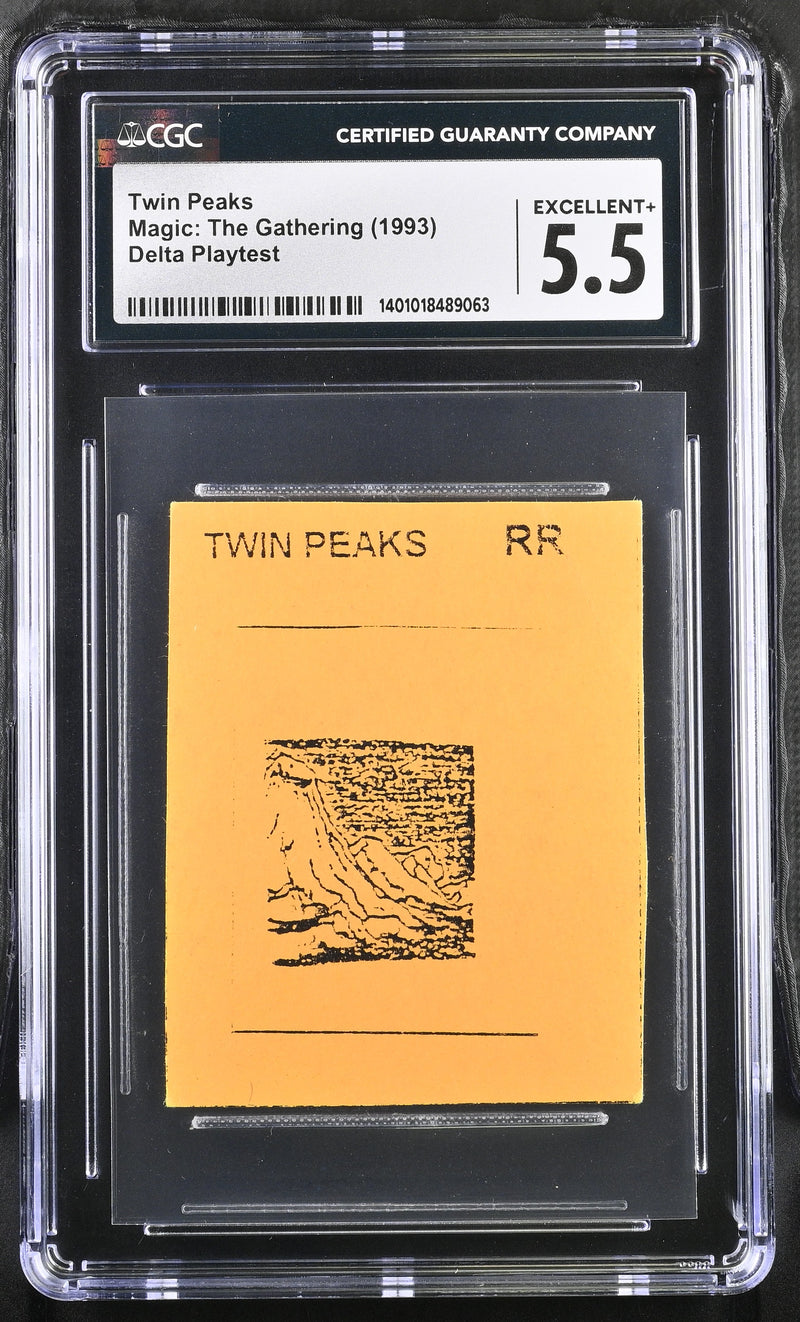 CGC
CERTIFIED GUARANTY COMPANY
Twin Peaks
Magic: The Gathering (1993)
Delta Playtest
EXCELLENT+
5.5
1401018489063
TWIN PEAKS RR